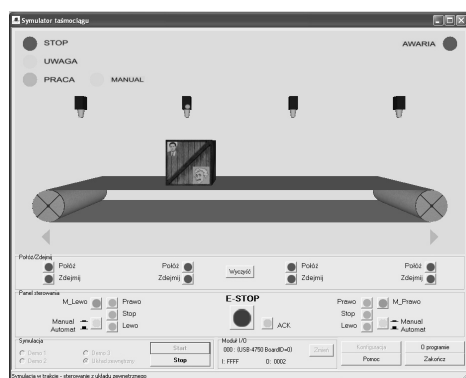 Symulator taśmociągu
STOP
AWARIA
UWAGA
PRACA MANUAL
Połóż/Zdejmij
Połóż Połóż Wyczyść Połóż Połóż
Zdejmij Zdejmij Zdejmij Zdejmij
Panel sterowania
E-STOP
M_Lewo Prawo Prawo M_Prawo
Stop Stop
Manual Automat Lewo ACK Lewo Manual Automat
Symulacja
Demo 1 Demo 3 Start
Demo 2 Układ zewnętrzny Stop
Moduł I/O
000 : (USB-4750 BoardID=0) Zmień
I: FFFF O: 0002
Konfiguracja O programie
Pomoc Zakończ
Symulacja w trakcie - sterowanie z układu zewnętrznego